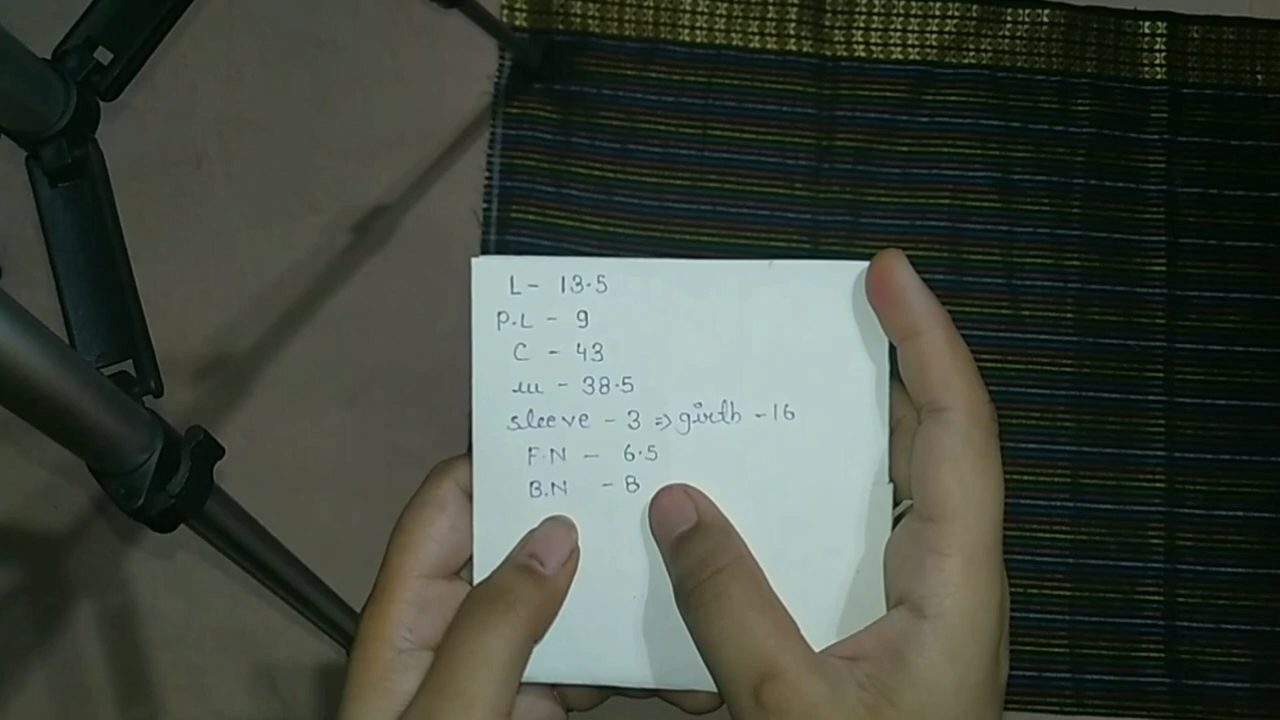 L - 13.5
P.L - 9
C - 43
W - 38.5
sleeve - 3 => girth - 16
F.N - 6.5
B.N - 8